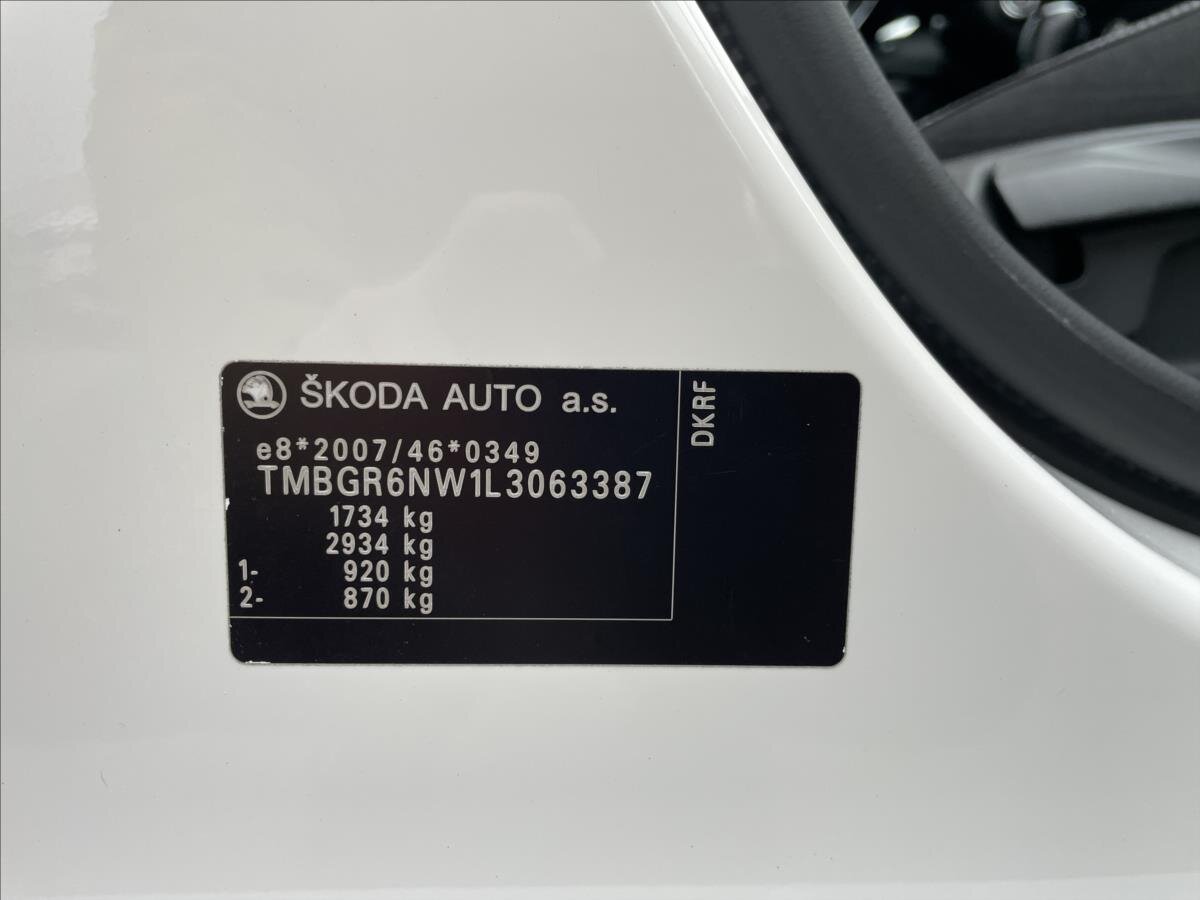 ŠKODA AUTO a.s.
e8*2007/46*0349
TMBGR6NW1L3063387
1734 kg
2934 kg
1- 920 kg
2- 870 kg
DKRF